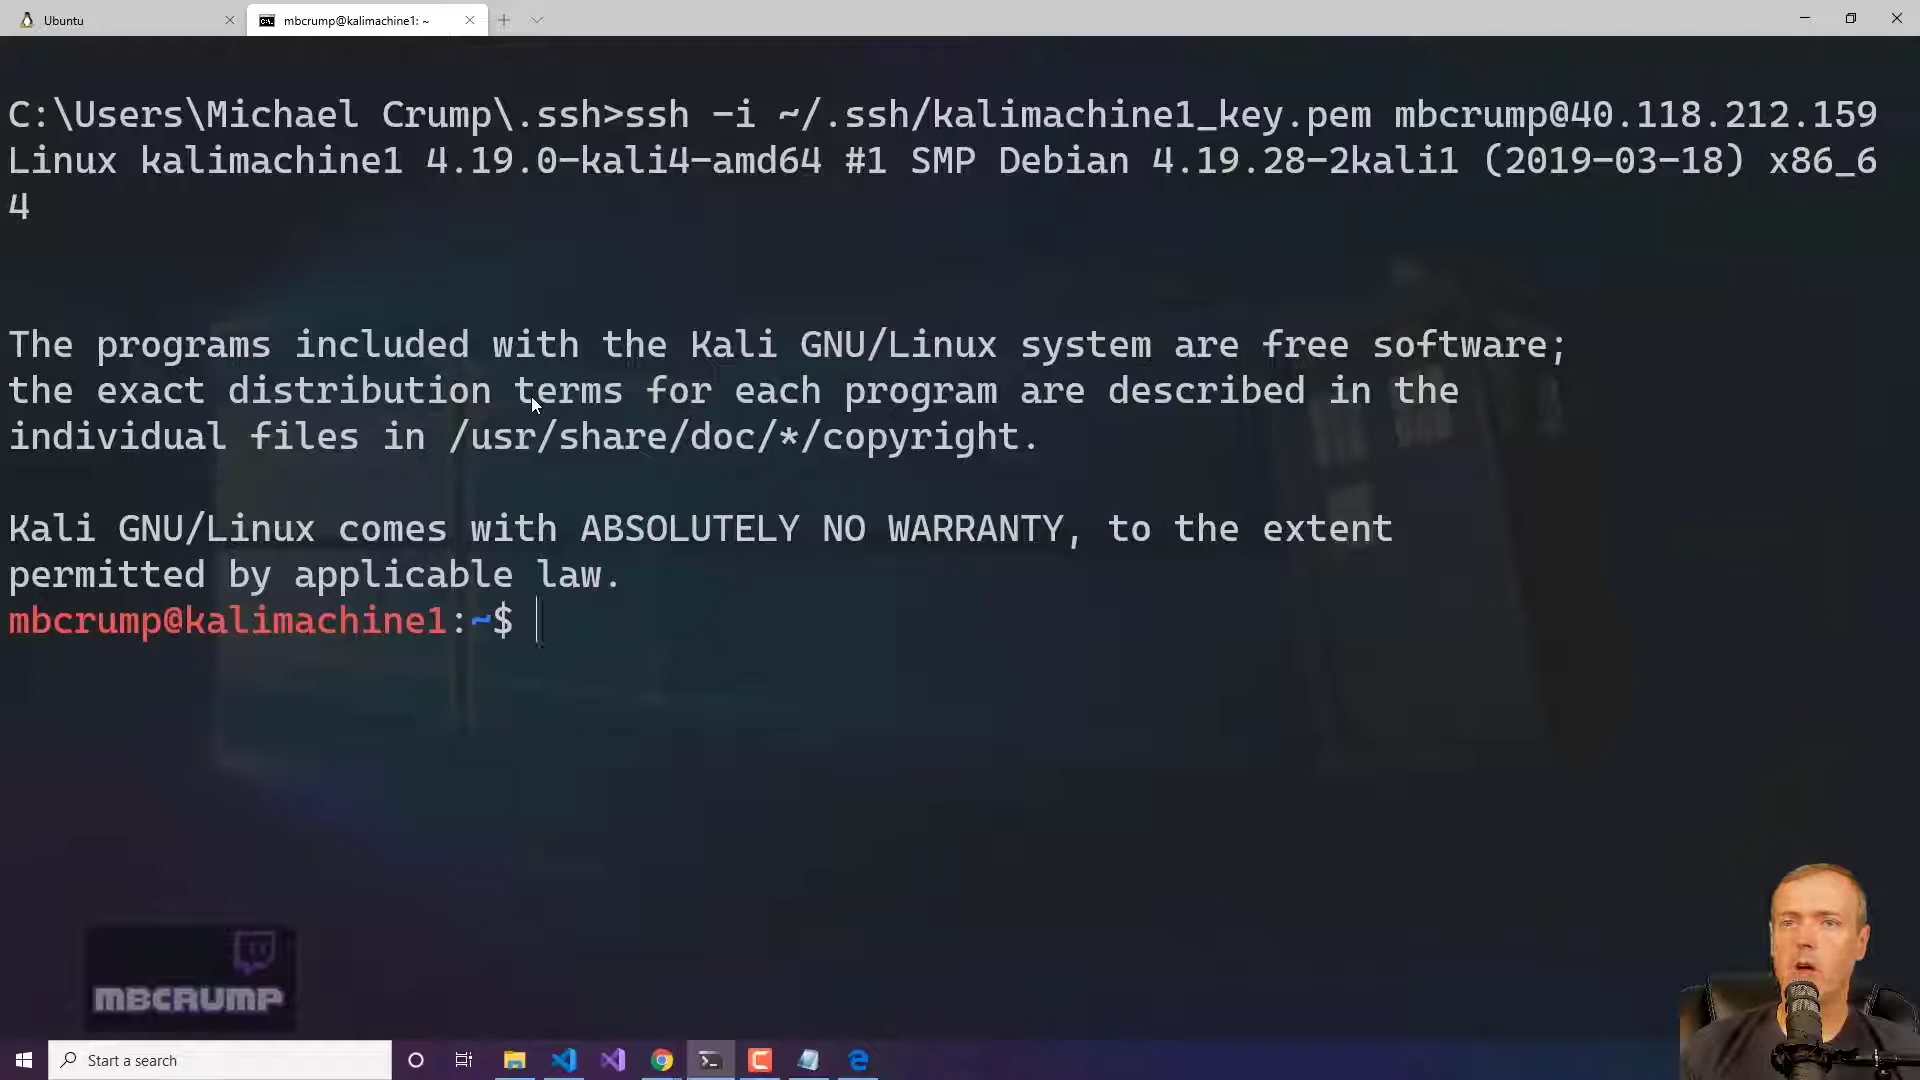 Ubuntu
mbcrump@kalimachine1: ~
C:\Users\Michael Crump\.ssh>ssh -i ~/.ssh/kalimachine1_key.pem mbcrump@40.118.212.159
Linux kalimachine1 4.19.0-kali4-amd64 #1 SMP Debian 4.19.28-2kali1 (2019-03-18) x86_6
4
The programs included with the Kali GNU/Linux system are free software;
the exact distribution terms for each program are described in the
individual files in /usr/share/doc/*/copyright.
Kali GNU/Linux comes with ABSOLUTELY NO WARRANTY, to the extent
permitted by applicable law.
mbcrump@kalimachine1:~$
MBCRUMP
Start a search